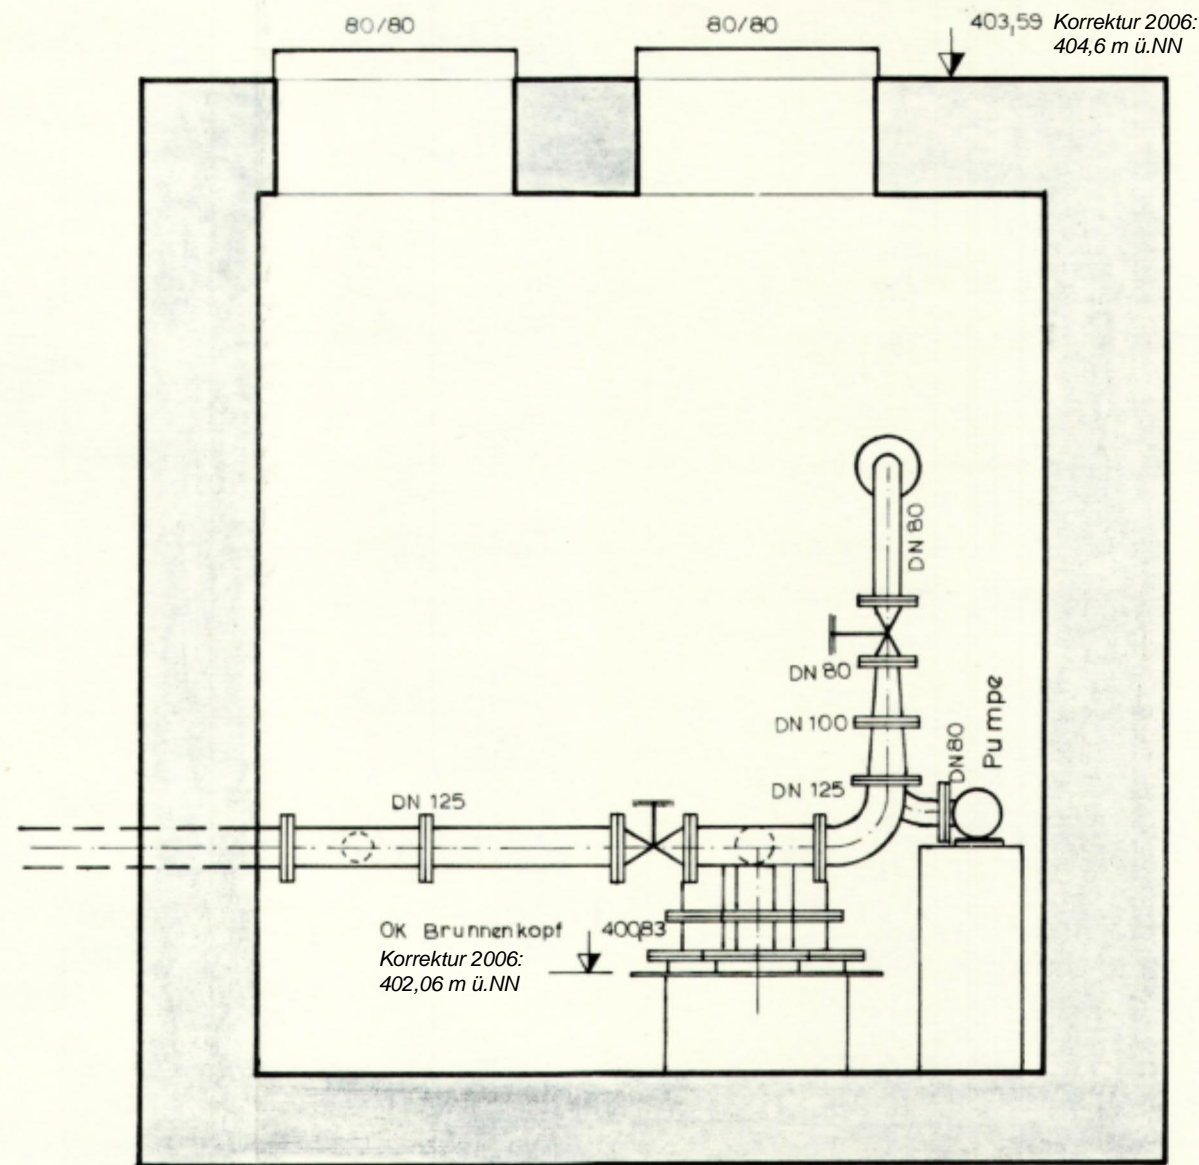 80/80
80/80
403,59
Korrektur 2006:
404,6 m ü.NN
DN 80
DN 80
DN 100
DN 80
Pumpe
DN 125
DN 125
OK Brunnenkopf
400,83
Korrektur 2006:
402,06 m ü.NN